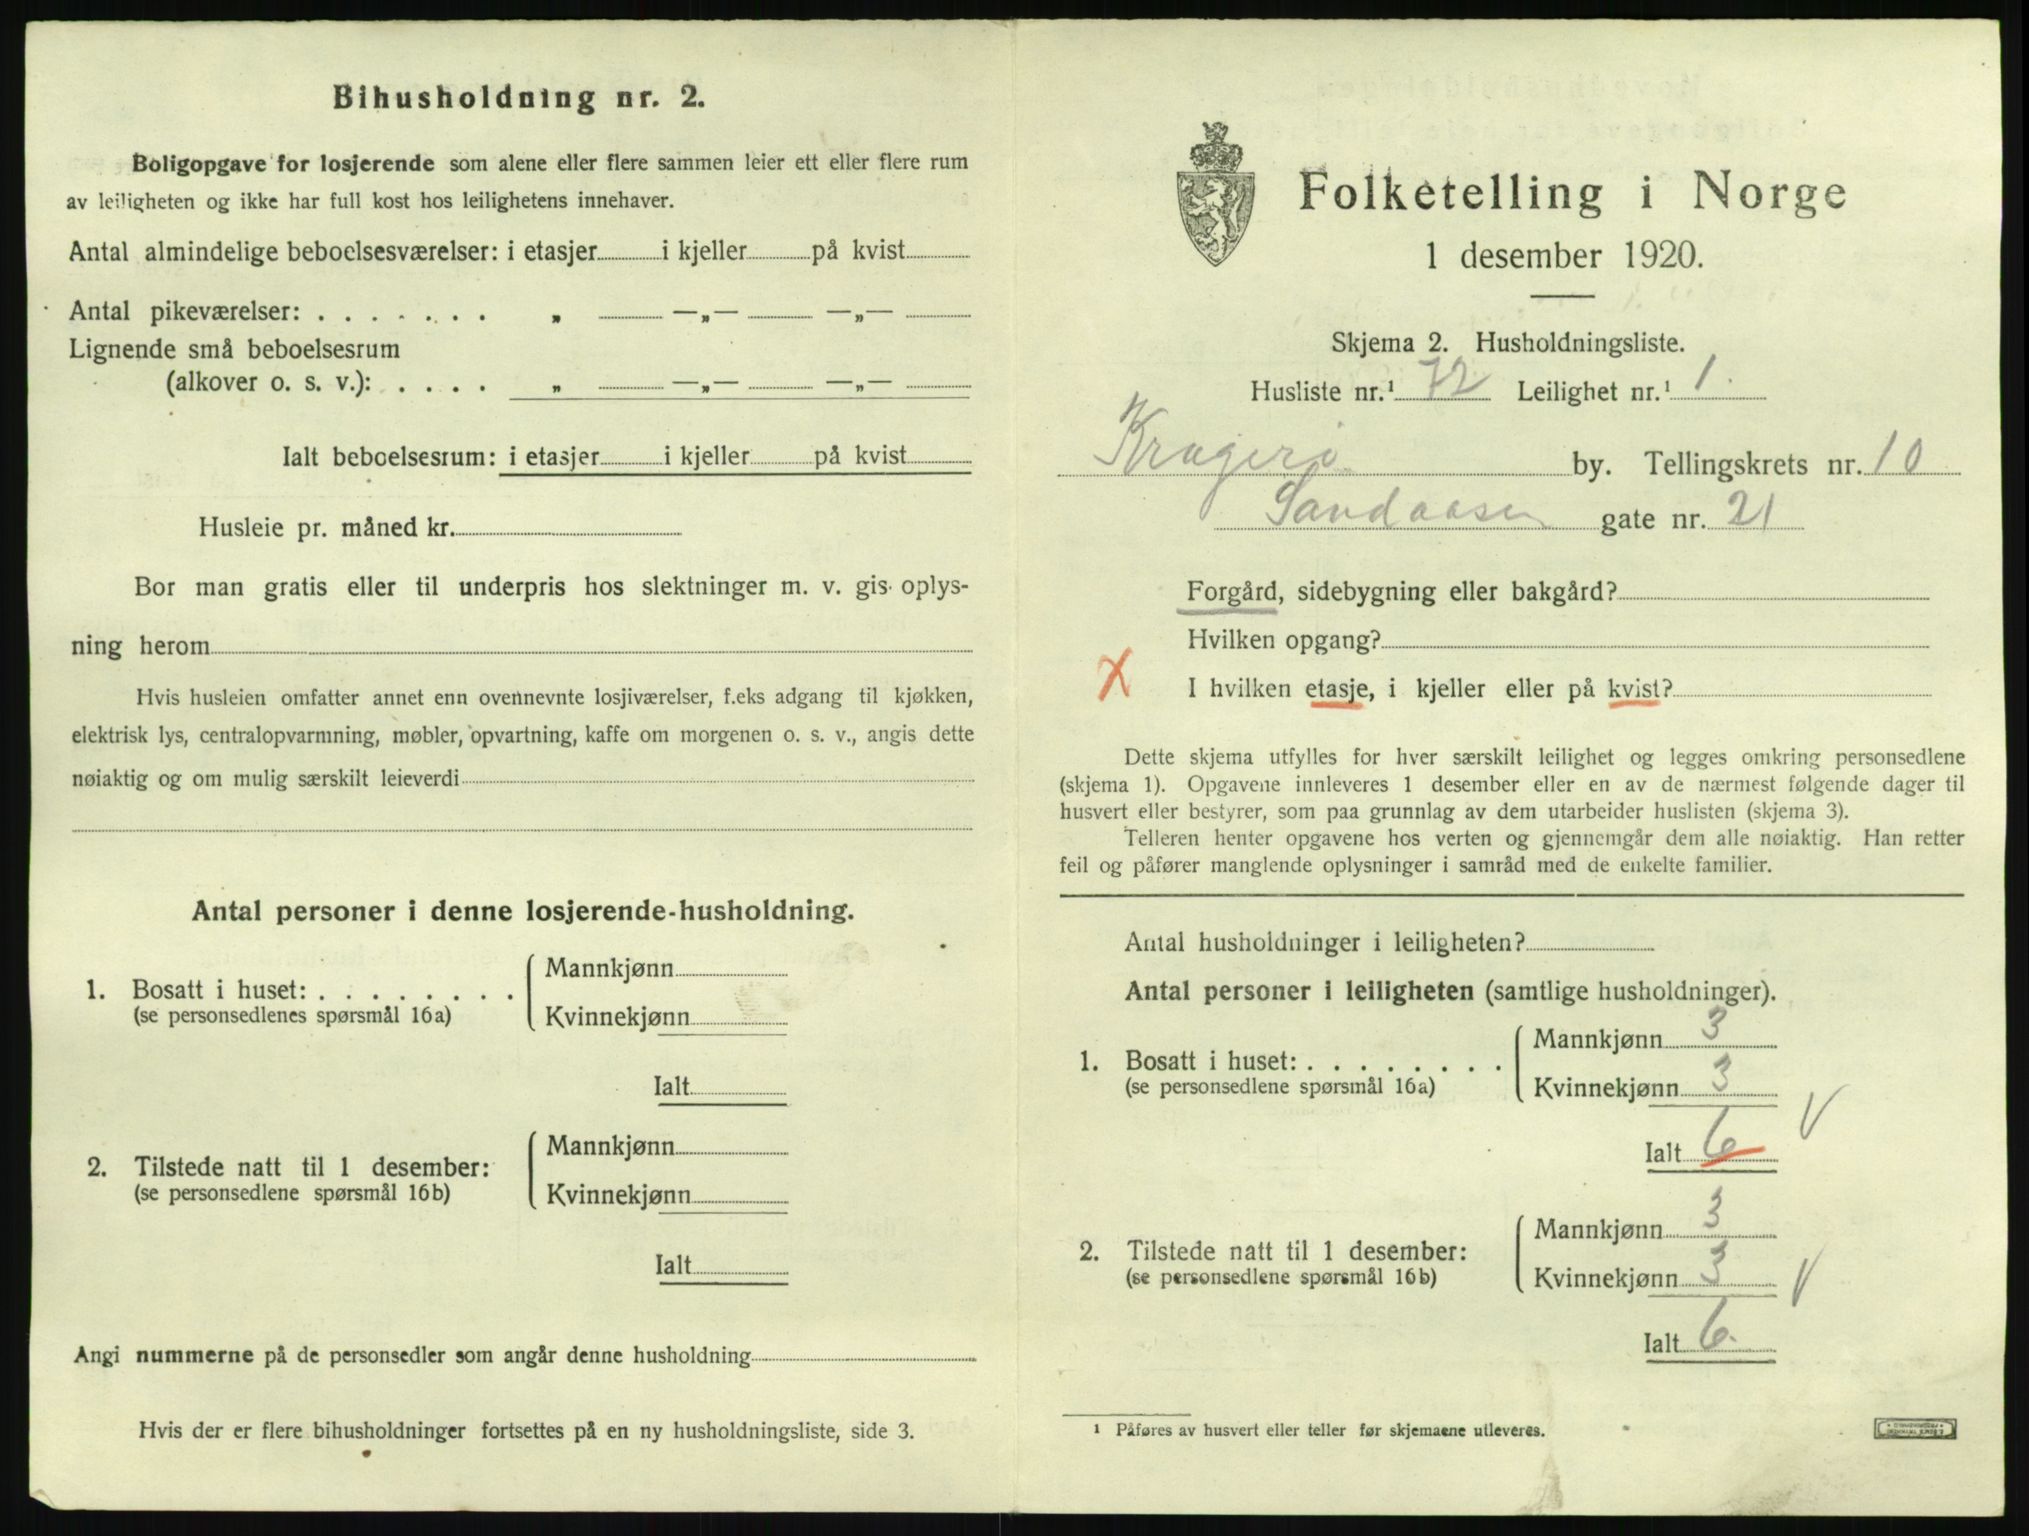 Bihusholdning nr. 2.
Boligopgave for losjerende som alene eller flere sammen leier ett eller flere rum
av leiligheten og ikke har full kost hos leilighetens innehaver.
Antal almindelige beboelsesværelser: i etasjer i kjeller på kvist
Antal pikeværelser: . . . . . . . „ —„— —„—
Lignende små beboelsesrum
(alkover o. s. v.): . . . . „ —„— —„—
Ialt beboelsesrum: i etasjer i kjeller på kvist
Husleie pr. måned kr.
Bor man gratis eller til underpris hos slektninger m. v. gis oplys-
ning herom
Hvis husleien omfatter annet enn ovennevnte losjiværelser, f.eks adgang til kjøkken,
elektrisk lys, centralopvarmning, møbler, opvartning, kaffe om morgenen o. s. v., angis dette
nøiaktig og om mulig særskilt leieverdi
Antal personer i denne losjerende-husholdning.
1. Bosatt i huset: . . . . . . . .
(se personsedlenes spørsmål 16a)
Mannkjønn
Kvinnekjønn
Ialt
2. Tilstede natt til 1 desember:
(se personsedlene spørsmål 16b)
Mannkjønn
Kvinnekjønn
Ialt
Angi nummerne på de personsedler som angår denne husholdning
Hvis der er flere bihusholdninger fortsettes på en ny husholdningsliste, side 3.
Folketelling i Norge
1 desember 1920.
Skjema 2. Husholdningsliste.
Husliste nr.¹ 72 Leilighet nr.¹ 1.
Kragerø by. Tellingskrets nr. 10
Sandaasen gate nr. 21
Forgård, sidebygning eller bakgård?
Hvilken opgang?
X I hvilken etasje, i kjeller eller på kvist?
Dette skjema utfylles for hver særskilt leilighet og legges omkring personsedlene
(skjema 1). Opgavene innleveres 1 desember eller en av de nærmest følgende dager til
husvert eller bestyrer, som paa grunnlag av dem utarbeider huslisten (skjema 3).
Telleren henter opgavene hos verten og gjennemgår dem alle nøiaktig. Han retter
feil og påfører manglende oplysninger i samråd med de enkelte familier.
Antal husholdninger i leiligheten?
Antal personer i leiligheten (samtlige husholdninger).
1. Bosatt i huset: . . . . . . . .
(se personsedlene spørsmål 16a)
Mannkjønn 3
Kvinnekjønn 3
Ialt 6 V
2. Tilstede natt til 1 desember:
(se personsedlene spørsmål 16b)
Mannkjønn 3
Kvinnekjønn 3 V
Ialt 6.
¹ Påføres av husvert eller teller før skjemaene utleveres.